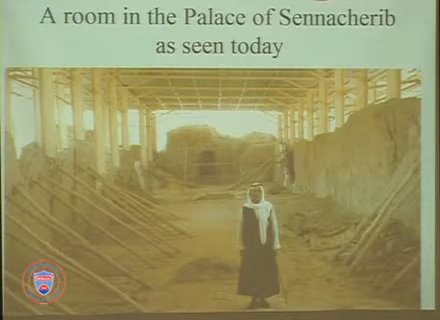 A room in the Palace of Sennacherib
as seen today